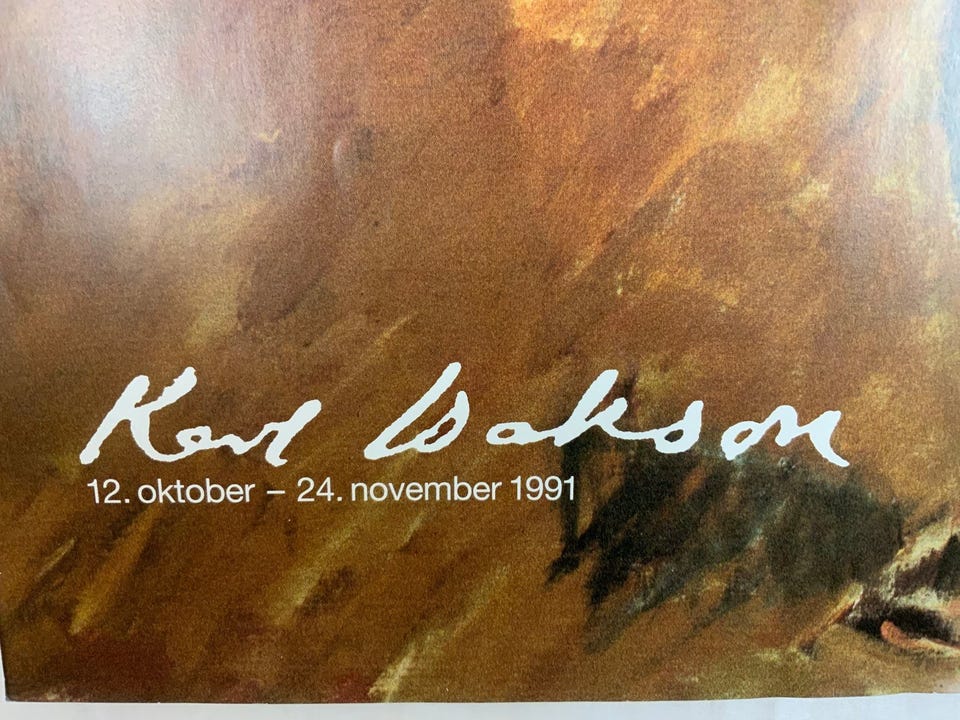 Karl Isakson
12. oktober – 24. november 1991